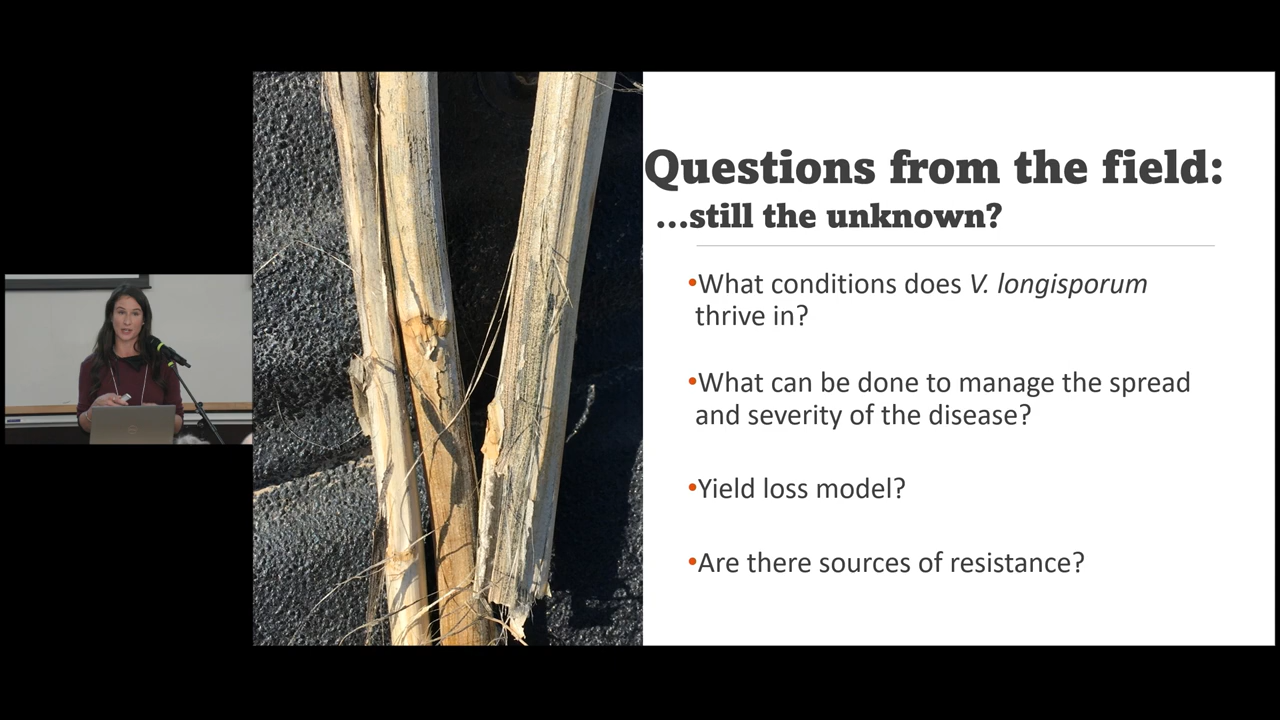 Questions from the field:
...still the unknown?
•What conditions does V. longisporum
thrive in?
•What can be done to manage the spread
and severity of the disease?
•Yield loss model?
•Are there sources of resistance?